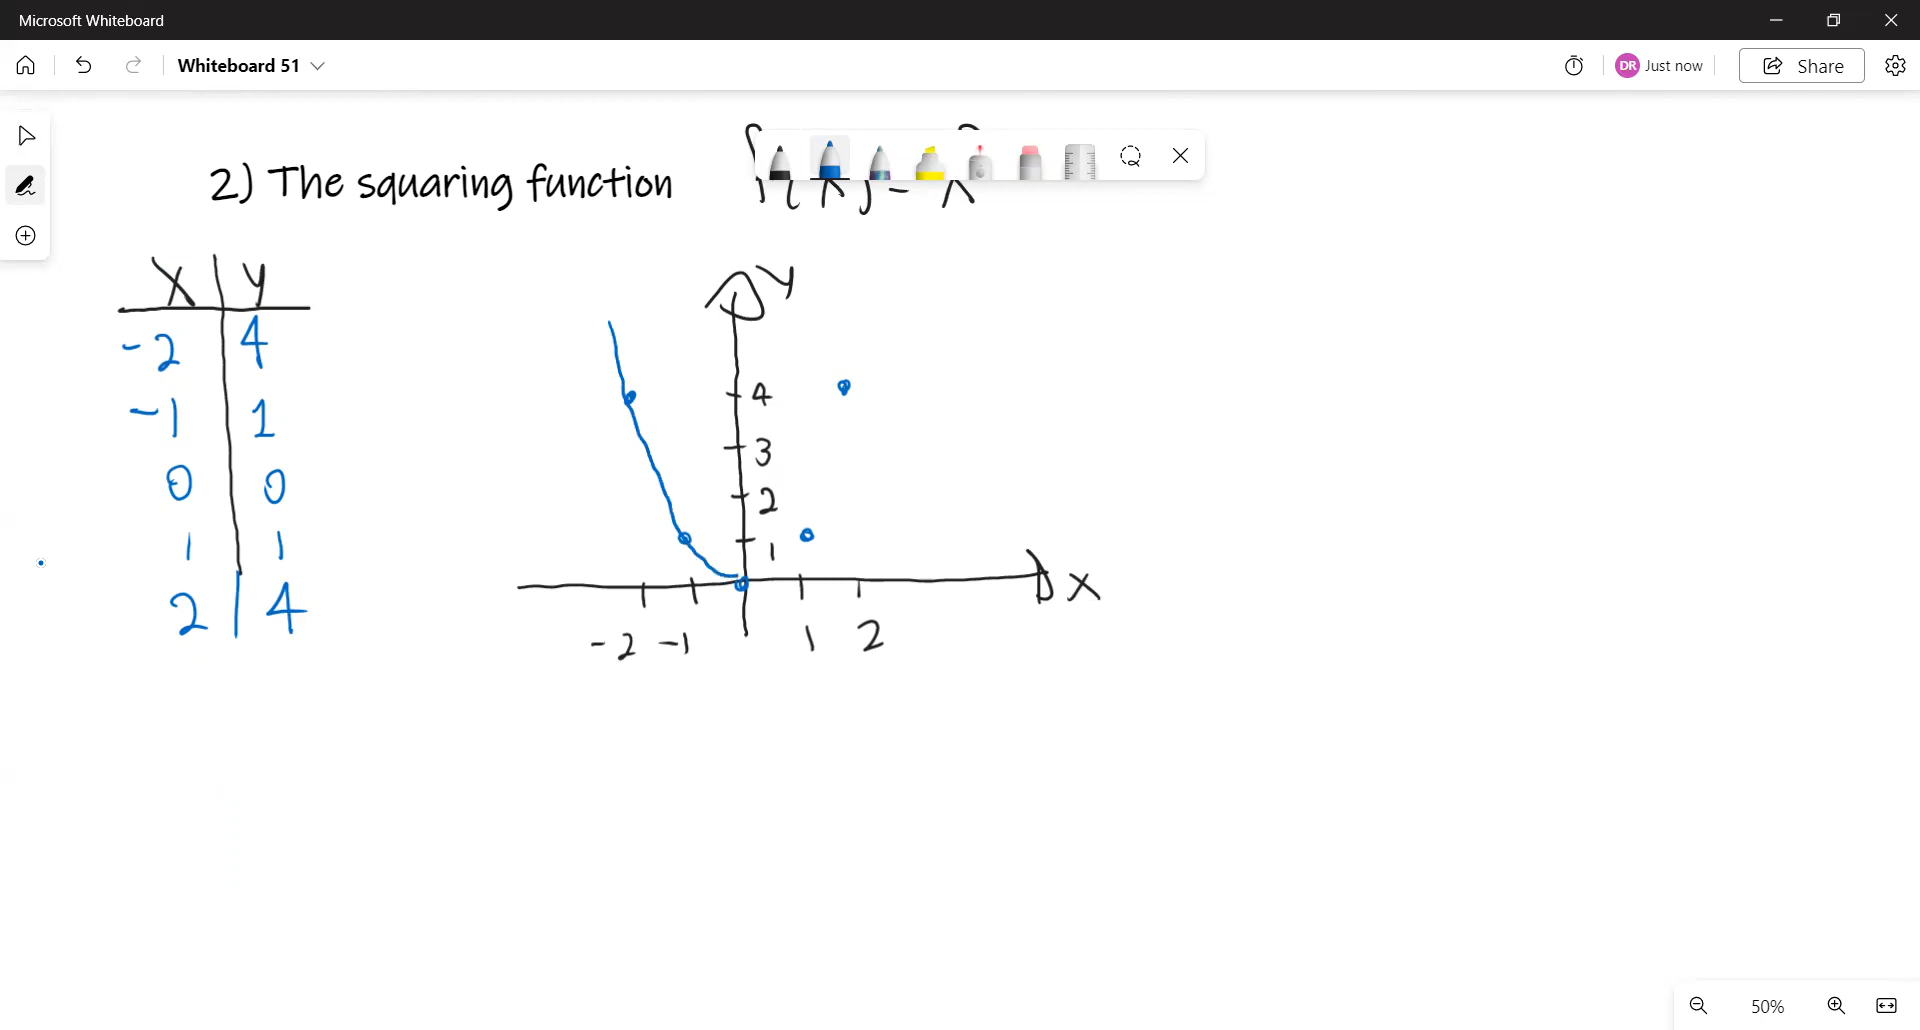 Microsoft Whiteboard
Whiteboard 51
DR Just now
Share
2) The squaring function
X Y
-2 4
-1 1
0 0
1 1
2 4
y
4
3
2
1
X
-2 -1 1 2
50%